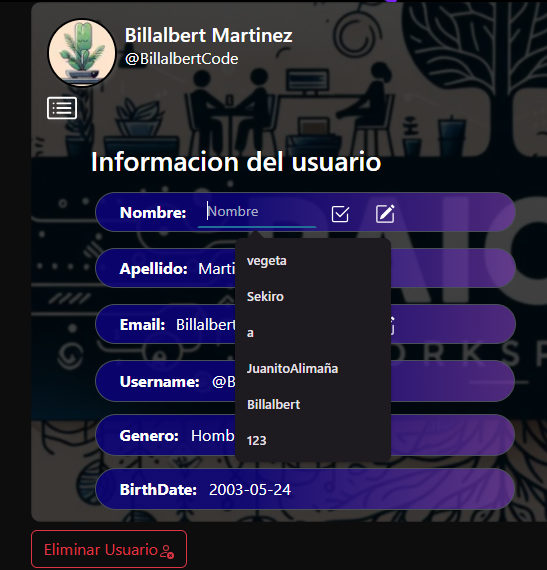 Billalbert Martinez
@BillalbertCode
Informacion del usuario
Nombre: Nombre
vegeta
Apellido: Marti
Sekiro
a
Email: Billalbert
JuanitoAlimaña
Username: @B
Billalbert
Genero: Homb
123
BirthDate: 2003-05-24
Eliminar Usuario